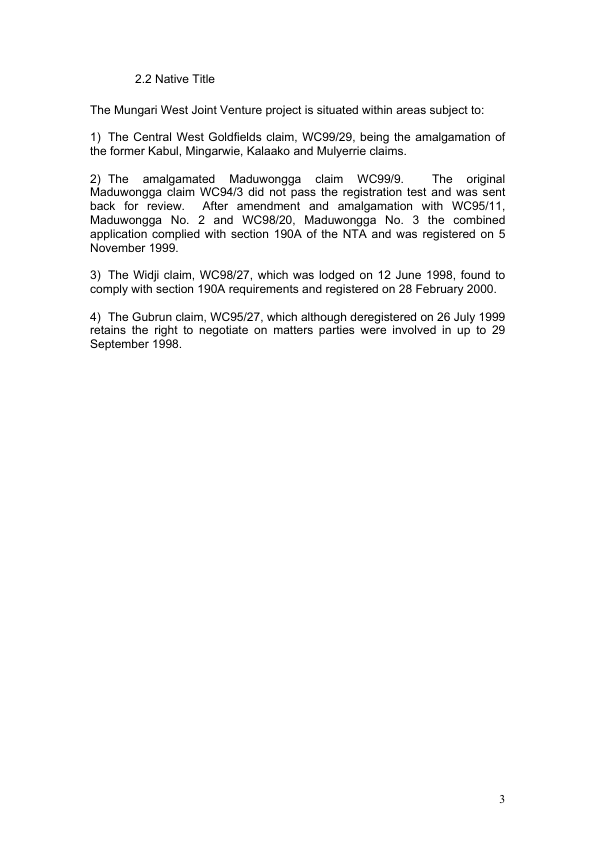 2.2 Native Title
The Mungari West Joint Venture project is situated within areas subject to:
1) The Central West Goldfields claim, WC99/29, being the amalgamation of
the former Kabul, Mingarwie, Kalaako and Mulyerrie claims.
2) The amalgamated Maduwongga claim WC99/9. The original
Maduwongga claim WC94/3 did not pass the registration test and was sent
back for review. After amendment and amalgamation with WC95/11,
Maduwongga No. 2 and WC98/20, Maduwongga No. 3 the combined
application complied with section 190A of the NTA and was registered on 5
November 1999.
3) The Widji claim, WC98/27, which was lodged on 12 June 1998, found to
comply with section 190A requirements and registered on 28 February 2000.
4) The Gubrun claim, WC95/27, which although deregistered on 26 July 1999
retains the right to negotiate on matters parties were involved in up to 29
September 1998.
3